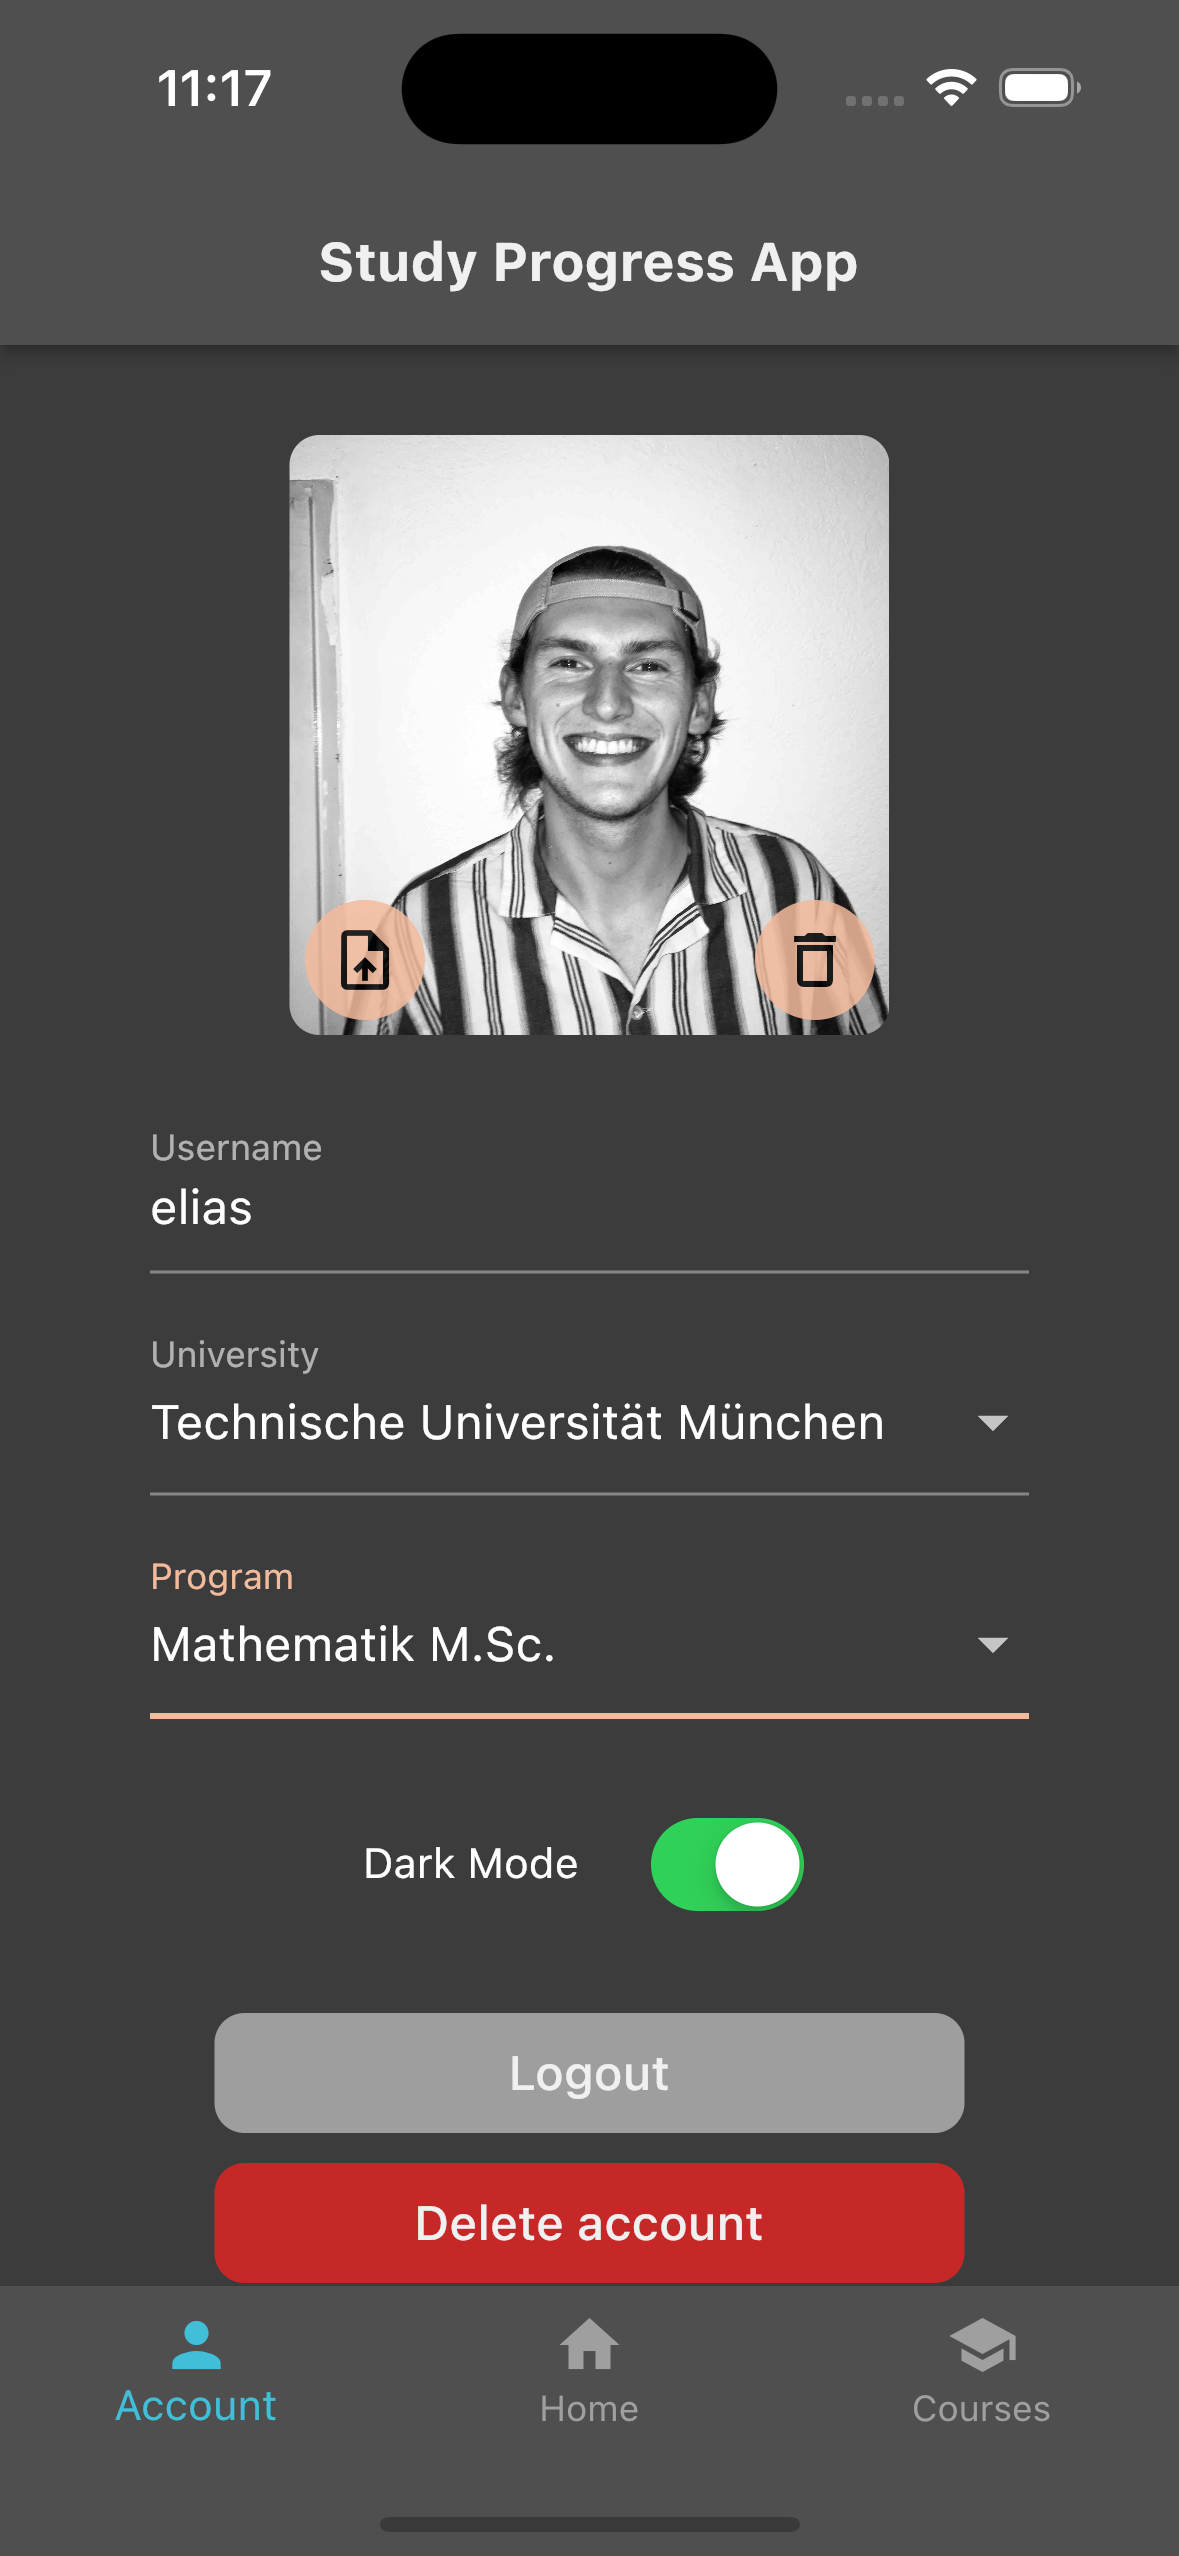 11:17
Study Progress App
Username
elias
University
Technische Universität München
Program
Mathematik M.Sc.
Dark Mode
Logout
Delete account
Account
Home
Courses